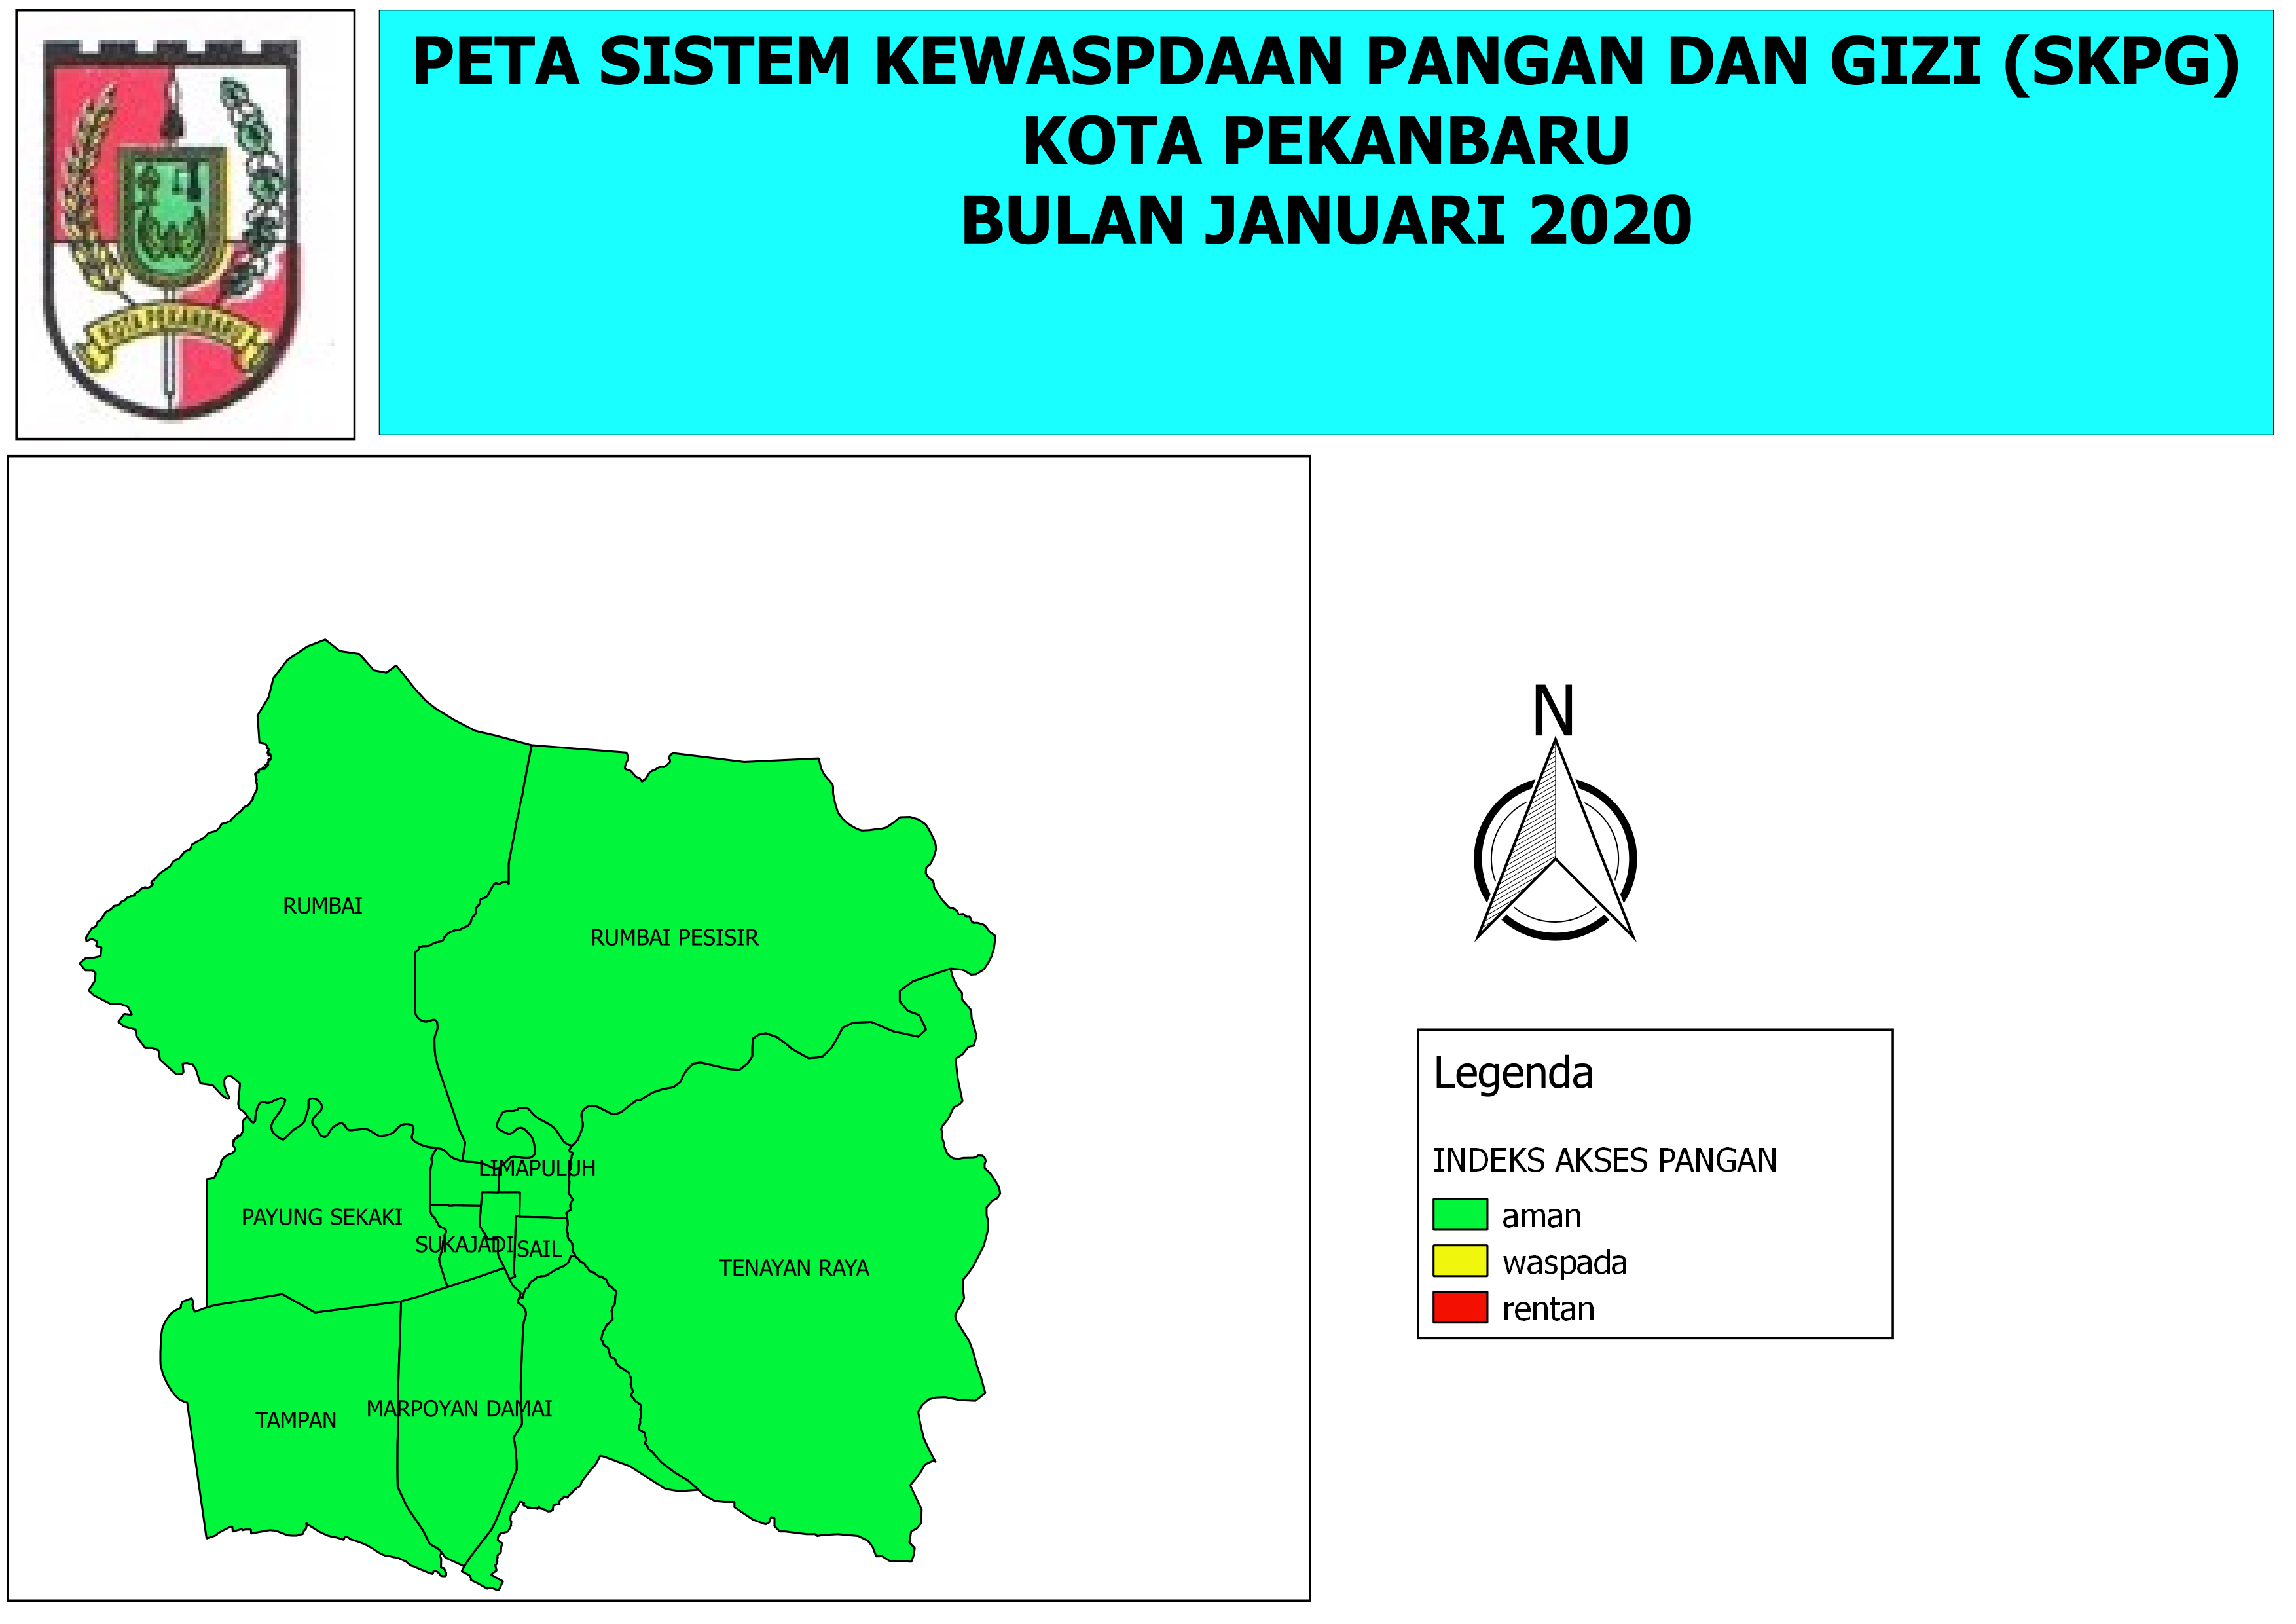 PETA SISTEM KEWASPDAAN PANGAN DAN GIZI (SKPG)
KOTA PEKANBARU
BULAN JANUARI 2020
KOTA PEKANBARU
RUMBAI
RUMBAI PESISIR
LIMAPULUH
PAYUNG SEKAKI
SUKAJADI
SAIL
TENAYAN RAYA
MARPOYAN DAMAI
TAMPAN
N
Legenda
INDEKS AKSES PANGAN
aman
waspada
rentan